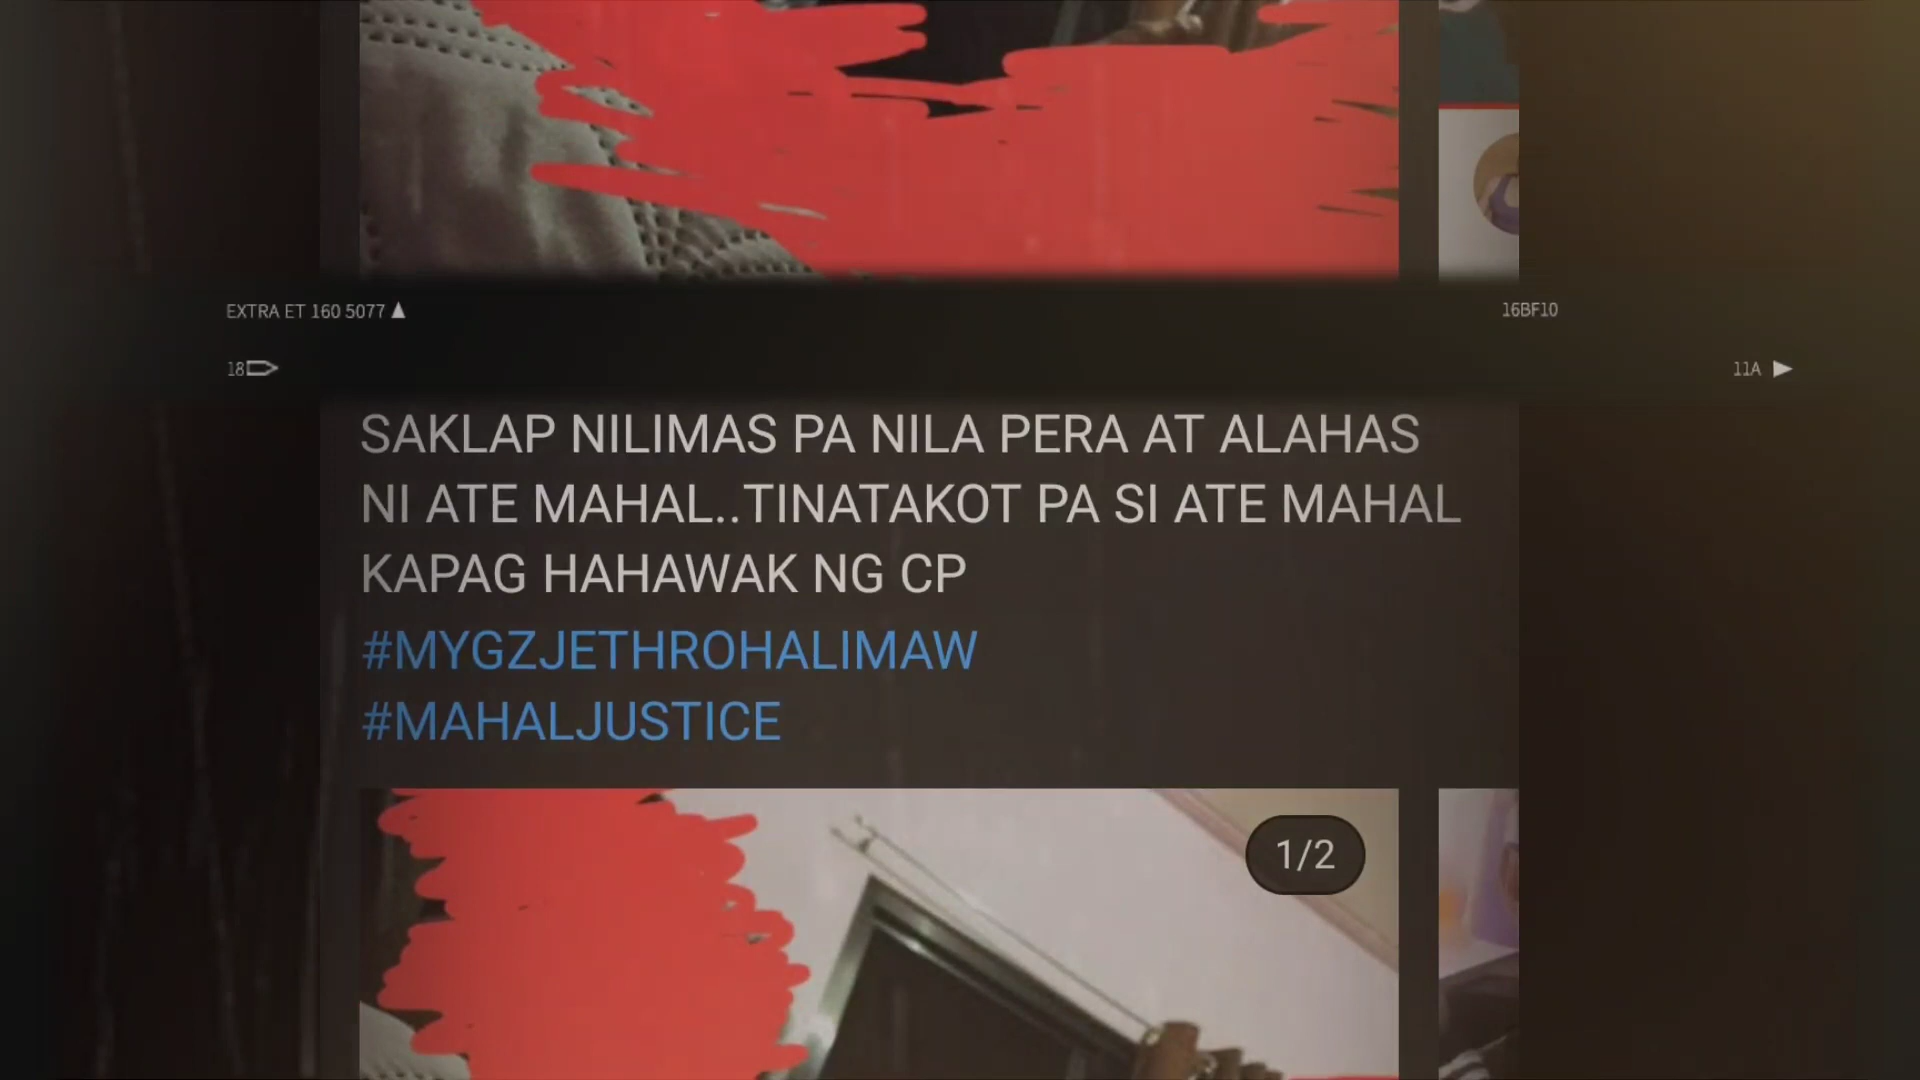 EXTRA ET 160 5077
16BF10
18
11A
SAKLAP NILIMAS PA NILA PERA AT ALAHAS
NI ATE MAHAL..TINATAKOT PA SI ATE MAHAL
KAPAG HAHAWAK NG CP
#MYGZJETHROHALIMAW
#MAHALJUSTICE
1/2